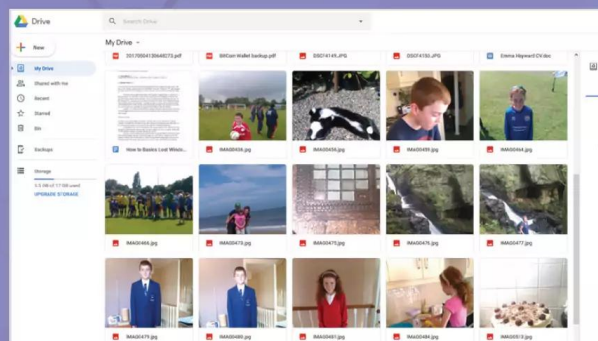 Drive
Search Drive
New
My Drive
My Drive
Shared with me
Recent
Starred
Bin
Backups
Storage
UPGRADE STORAGE
BitCoin Wallet backup.pdf
DSC14149.JPG
DSC14150.JPG
Emma Hayward CV.doc
How to Basics Lost Window...
IMAG0456.jpg
IMAG0458.jpg
IMAG0459.jpg
IMAG0464.jpg
IMAG0468.jpg
IMAG0473.jpg
IMAG0475.jpg
IMAG0476.jpg
IMAG0477.jpg
IMAG0479.jpg
IMAG0480.jpg
IMAG0481.jpg
IMAG0484.jpg
IMAG0513.jpg